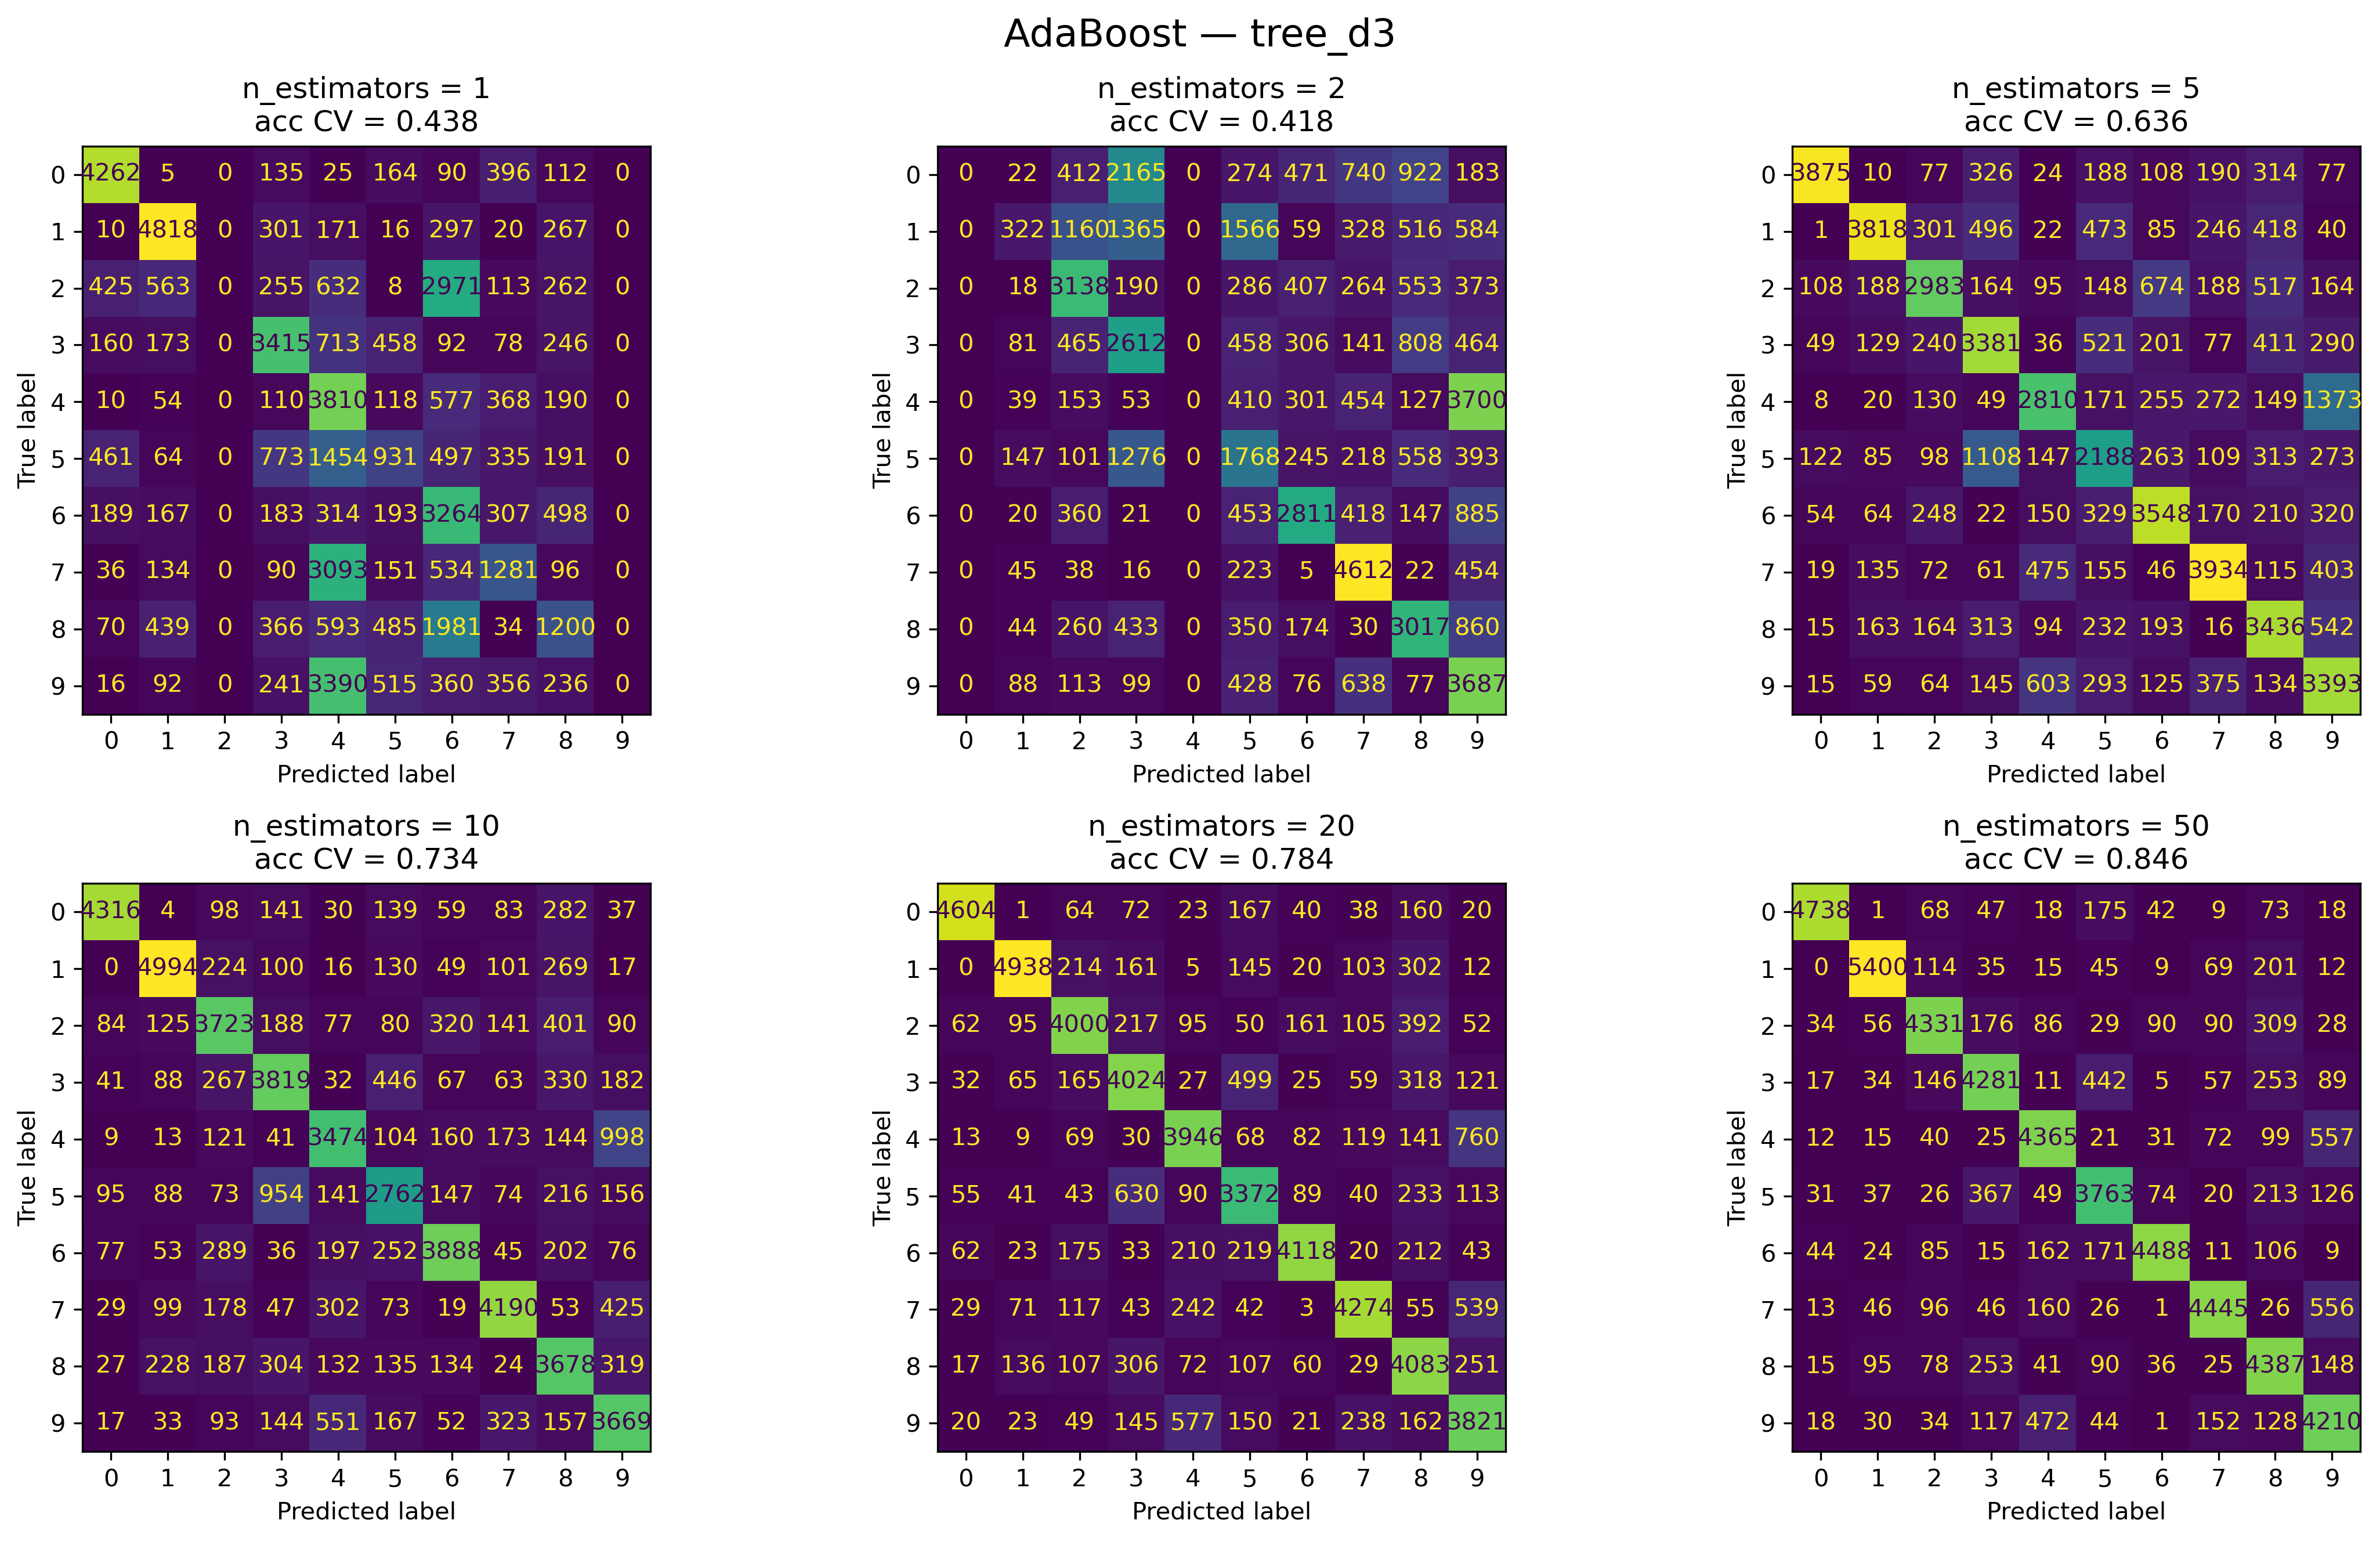 AdaBoost — tree_d3
n_estimators = 1
acc CV = 0.438
0 4262 5 0 135 25 164 90 396 112 0
1 10 4818 0 301 171 16 297 20 267 0
2 425 563 0 255 632 8 2971 113 262 0
3 160 173 0 3415 713 458 92 78 246 0
4 10 54 0 110 3810 118 577 368 190 0
5 461 64 0 773 1454 931 497 335 191 0
6 189 167 0 183 314 193 3264 307 498 0
7 36 134 0 90 3093 151 534 1281 96 0
8 70 439 0 366 593 485 1981 34 1200 0
9 16 92 0 241 3390 515 360 356 236 0
0 1 2 3 4 5 6 7 8 9
Predicted label
True label
n_estimators = 2
acc CV = 0.418
0 0 22 412 2165 0 274 471 740 922 183
1 0 322 1160 1365 0 1566 59 328 516 584
2 0 18 3138 190 0 286 407 264 553 373
3 0 81 465 2612 0 458 306 141 808 464
4 0 39 153 53 0 410 301 454 127 3700
5 0 147 101 1276 0 1768 245 218 558 393
6 0 20 360 21 0 453 2811 418 147 885
7 0 45 38 16 0 223 5 4612 22 454
8 0 44 260 433 0 350 174 30 3017 860
9 0 88 113 99 0 428 76 638 77 3687
0 1 2 3 4 5 6 7 8 9
Predicted label
True label
n_estimators = 5
acc CV = 0.636
0 3875 10 77 326 24 188 108 190 314 77
1 1 3818 301 496 22 473 85 246 418 40
2 108 188 2983 164 95 148 674 188 517 164
3 49 129 240 3381 36 521 201 77 411 290
4 8 20 130 49 2810 171 255 272 149 1373
5 122 85 98 1108 147 2188 263 109 313 273
6 54 64 248 22 150 329 3548 170 210 320
7 19 135 72 61 475 155 46 3934 115 403
8 15 163 164 313 94 232 193 16 3436 542
9 15 59 64 145 603 293 125 375 134 3393
0 1 2 3 4 5 6 7 8 9
Predicted label
True label
n_estimators = 10
acc CV = 0.734
0 4316 4 98 141 30 139 59 83 282 37
1 0 4994 224 100 16 130 49 101 269 17
2 84 125 3723 188 77 80 320 141 401 90
3 41 88 267 3819 32 446 67 63 330 182
4 9 13 121 41 3474 104 160 173 144 998
5 95 88 73 954 141 2762 147 74 216 156
6 77 53 289 36 197 252 3888 45 202 76
7 29 99 178 47 302 73 19 4190 53 425
8 27 228 187 304 132 135 134 24 3678 319
9 17 33 93 144 551 167 52 323 157 3669
0 1 2 3 4 5 6 7 8 9
Predicted label
True label
n_estimators = 20
acc CV = 0.784
0 4604 1 64 72 23 167 40 38 160 20
1 0 4938 214 161 5 145 20 103 302 12
2 62 95 4000 217 95 50 161 105 392 52
3 32 65 165 4024 27 499 25 59 318 121
4 13 9 69 30 3946 68 82 119 141 760
5 55 41 43 630 90 3372 89 40 233 113
6 62 23 175 33 210 219 4118 20 212 43
7 29 71 117 43 242 42 3 4274 55 539
8 17 136 107 306 72 107 60 29 4083 251
9 20 23 49 145 577 150 21 238 162 3821
0 1 2 3 4 5 6 7 8 9
Predicted label
True label
n_estimators = 50
acc CV = 0.846
0 4738 1 68 47 18 175 42 9 73 18
1 0 5400 114 35 15 45 9 69 201 12
2 34 56 4331 176 86 29 90 90 309 28
3 17 34 146 4281 11 442 5 57 253 89
4 12 15 40 25 4365 21 31 72 99 557
5 31 37 26 367 49 3763 74 20 213 126
6 44 24 85 15 162 171 4488 11 106 9
7 13 46 96 46 160 26 1 4445 26 556
8 15 95 78 253 41 90 36 25 4387 148
9 18 30 34 117 472 44 1 152 128 4210
0 1 2 3 4 5 6 7 8 9
Predicted label
True label